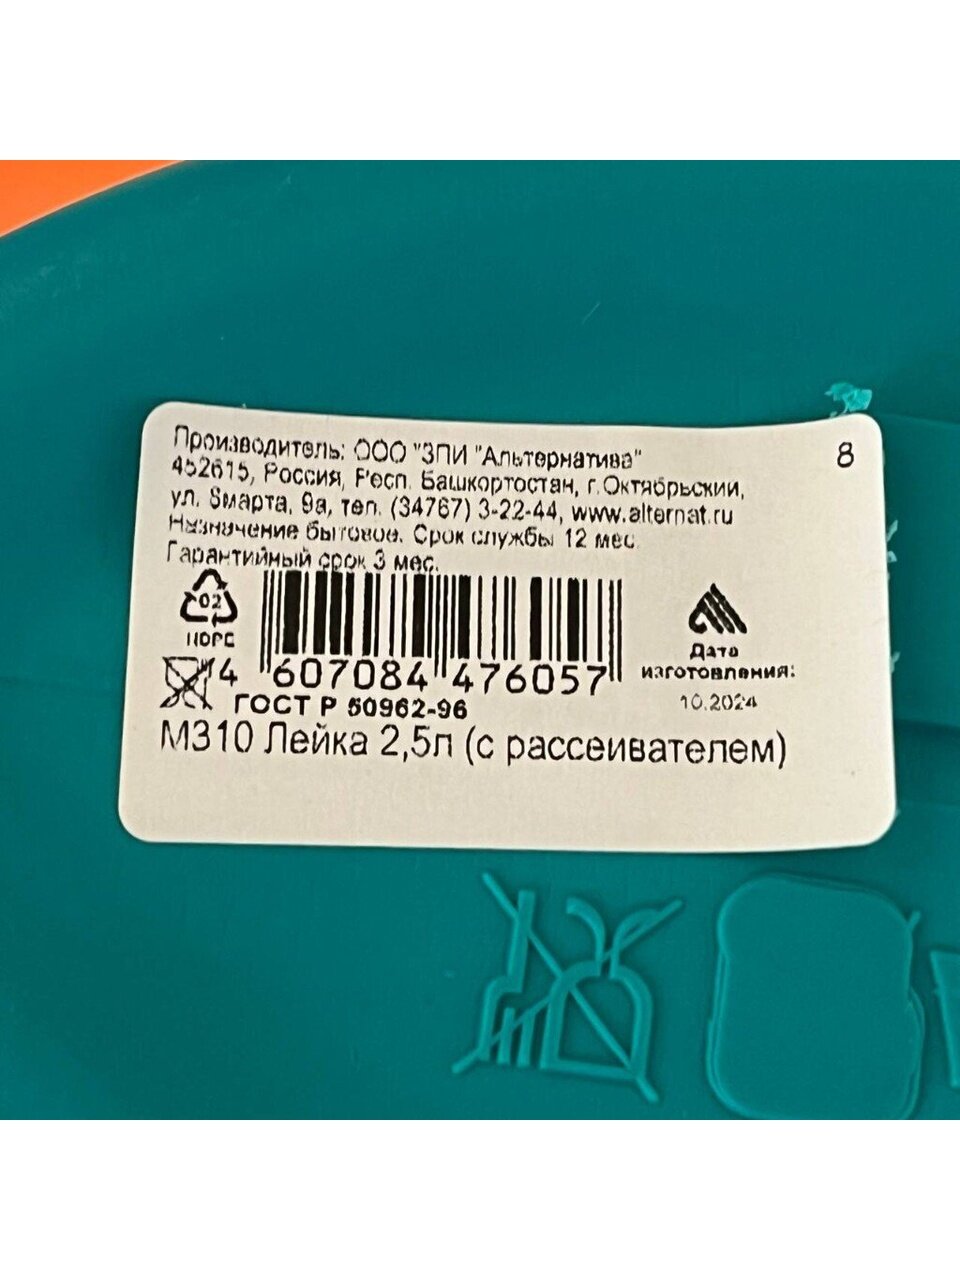 Производитель: ООО "ЗПИ "Альтернатива"
8
452615, Россия, Респ. Башкортостан, г.Октябрьский,
ул. 8марта, 9а, тел. (34767) 3-22-44, www.alternat.ru
Назначение бытовое. Срок службы 12 мес.
Гарантийный срок 3 мес.
02
HDPE
4 607084 476057
Дата
изготовления:
10.2024
ГОСТ Р 50962-96
М310 Лейка 2,5л (с рассеивателем)